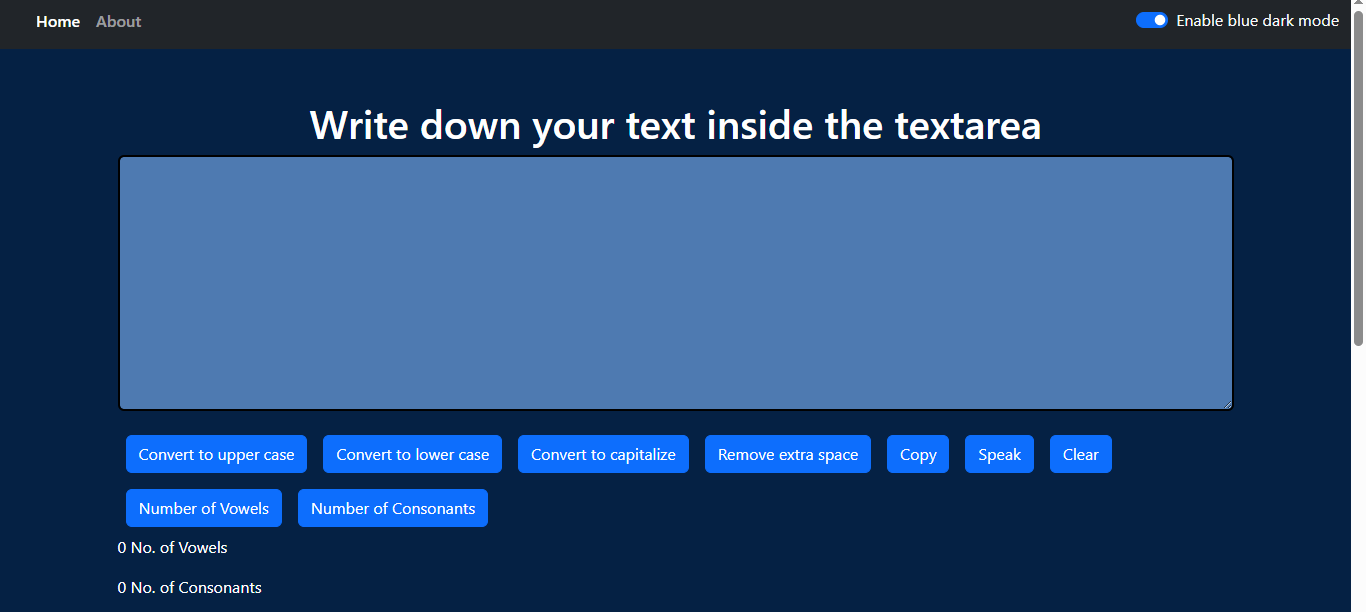 Home About Enable blue dark mode
Write down your text inside the textarea
Convert to upper case Convert to lower case Convert to capitalize Remove extra space Copy Speak Clear
Number of Vowels Number of Consonants
0 No. of Vowels
0 No. of Consonants